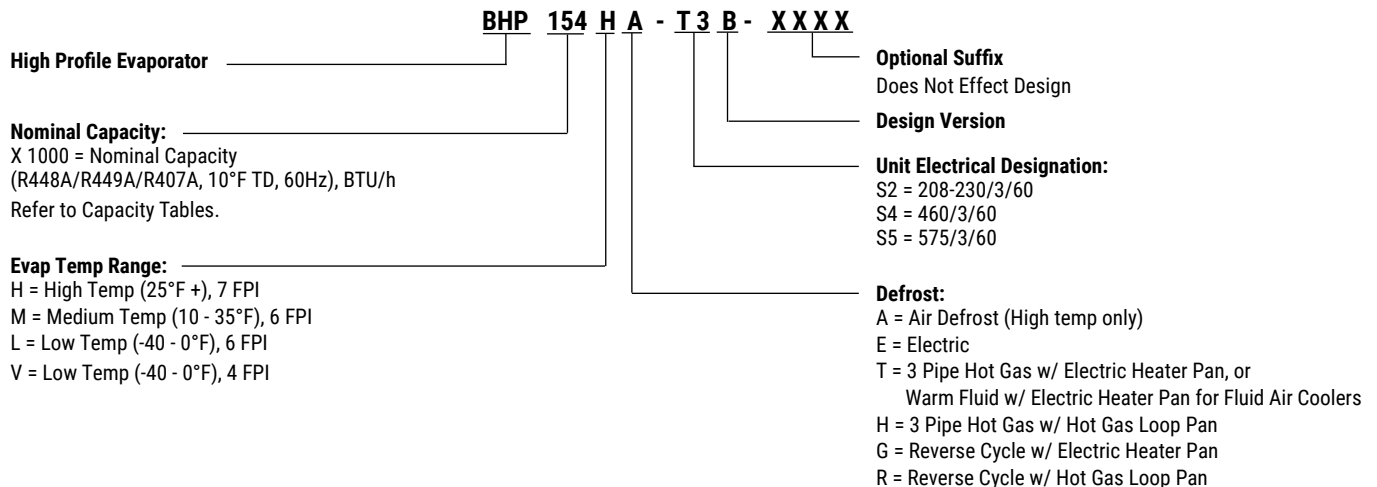 BHP 154 H A - T 3 B - X X X X
High Profile Evaporator
Nominal Capacity:
X 1000 = Nominal Capacity
(R448A/R449A/R407A, 10°F TD, 60Hz), BTU/h
Refer to Capacity Tables.
Evap Temp Range:
H = High Temp (25°F +), 7 FPI
M = Medium Temp (10 - 35°F), 6 FPI
L = Low Temp (-40 - 0°F), 6 FPI
V = Low Temp (-40 - 0°F), 4 FPI
Optional Suffix
Does Not Effect Design
Design Version
Unit Electrical Designation:
S2 = 208-230/3/60
S4 = 460/3/60
S5 = 575/3/60
Defrost:
A = Air Defrost (High temp only)
E = Electric
T = 3 Pipe Hot Gas w/ Electric Heater Pan, or
Warm Fluid w/ Electric Heater Pan for Fluid Air Coolers
H = 3 Pipe Hot Gas w/ Hot Gas Loop Pan
G = Reverse Cycle w/ Electric Heater Pan
R = Reverse Cycle w/ Hot Gas Loop Pan